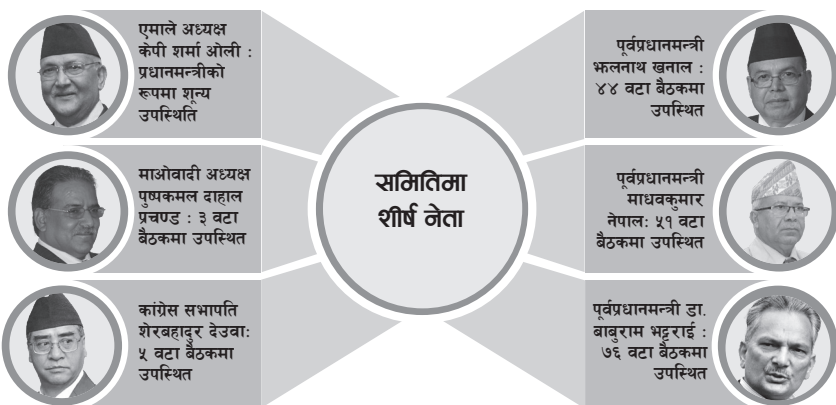 एमाले अध्यक्ष
केपी शर्मा ओली :
प्रधानमन्त्रीको
रूपमा शून्य
उपस्थिति
माओवादी अध्यक्ष
पुष्पकमल दाहाल
प्रचण्ड : ३ वटा
बैठकमा उपस्थित
कांग्रेस सभापति
शेरबहादुर देउवा:
५ वटा बैठकमा
उपस्थित
समितिमा
शीर्ष नेता
पूर्वप्रधानमन्त्री
झलनाथ खनाल :
४४ वटा बैठकमा
उपस्थित
पूर्वप्रधानमन्त्री
माधवकुमार
नेपाल: ५१ वटा
बैठकमा उपस्थित
पूर्वप्रधानमन्त्री डा.
बाबुराम भट्टराई :
७६ वटा बैठकमा
उपस्थित